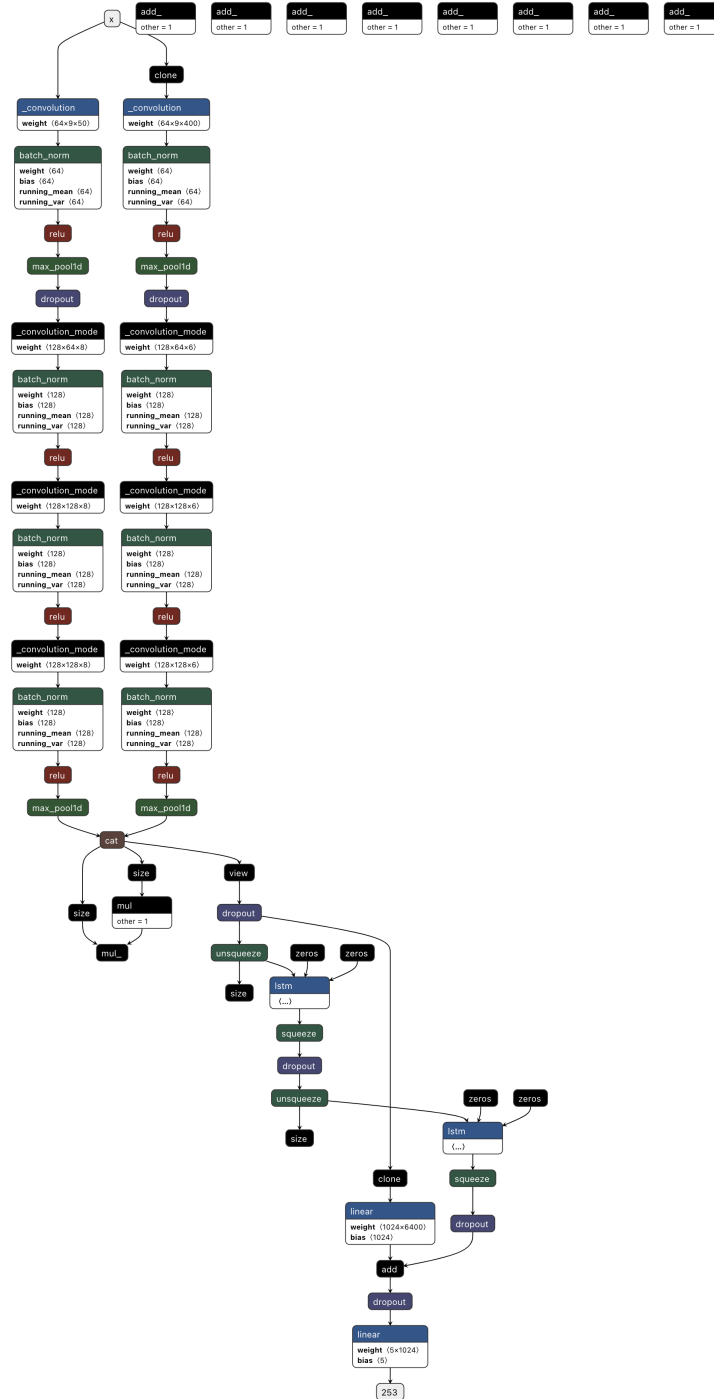 x
add_
other = 1
add_
other = 1
add_
other = 1
add_
other = 1
add_
other = 1
add_
other = 1
add_
other = 1
add_
other = 1
clone
_convolution
weight ⟨64×9×50⟩
_convolution
weight ⟨64×9×400⟩
batch_norm
weight ⟨64⟩
bias ⟨64⟩
running_mean ⟨64⟩
running_var ⟨64⟩
batch_norm
weight ⟨64⟩
bias ⟨64⟩
running_mean ⟨64⟩
running_var ⟨64⟩
relu
relu
max_pool1d
max_pool1d
dropout
dropout
_convolution_mode
weight ⟨128×64×8⟩
_convolution_mode
weight ⟨128×64×6⟩
batch_norm
weight ⟨128⟩
bias ⟨128⟩
running_mean ⟨128⟩
running_var ⟨128⟩
batch_norm
weight ⟨128⟩
bias ⟨128⟩
running_mean ⟨128⟩
running_var ⟨128⟩
relu
relu
_convolution_mode
weight ⟨128×128×8⟩
_convolution_mode
weight ⟨128×128×6⟩
batch_norm
weight ⟨128⟩
bias ⟨128⟩
running_mean ⟨128⟩
running_var ⟨128⟩
batch_norm
weight ⟨128⟩
bias ⟨128⟩
running_mean ⟨128⟩
running_var ⟨128⟩
relu
relu
_convolution_mode
weight ⟨128×128×8⟩
_convolution_mode
weight ⟨128×128×6⟩
batch_norm
weight ⟨128⟩
bias ⟨128⟩
running_mean ⟨128⟩
running_var ⟨128⟩
batch_norm
weight ⟨128⟩
bias ⟨128⟩
running_mean ⟨128⟩
running_var ⟨128⟩
relu
relu
max_pool1d
max_pool1d
cat
size
view
size
mul
other = 1
dropout
mul_
unsqueeze
zeros
zeros
size
lstm
⟨...⟩
squeeze
dropout
unsqueeze
zeros
zeros
size
lstm
⟨...⟩
clone
squeeze
linear
weight ⟨1024×6400⟩
bias ⟨1024⟩
dropout
add
dropout
linear
weight ⟨5×1024⟩
bias ⟨5⟩
253